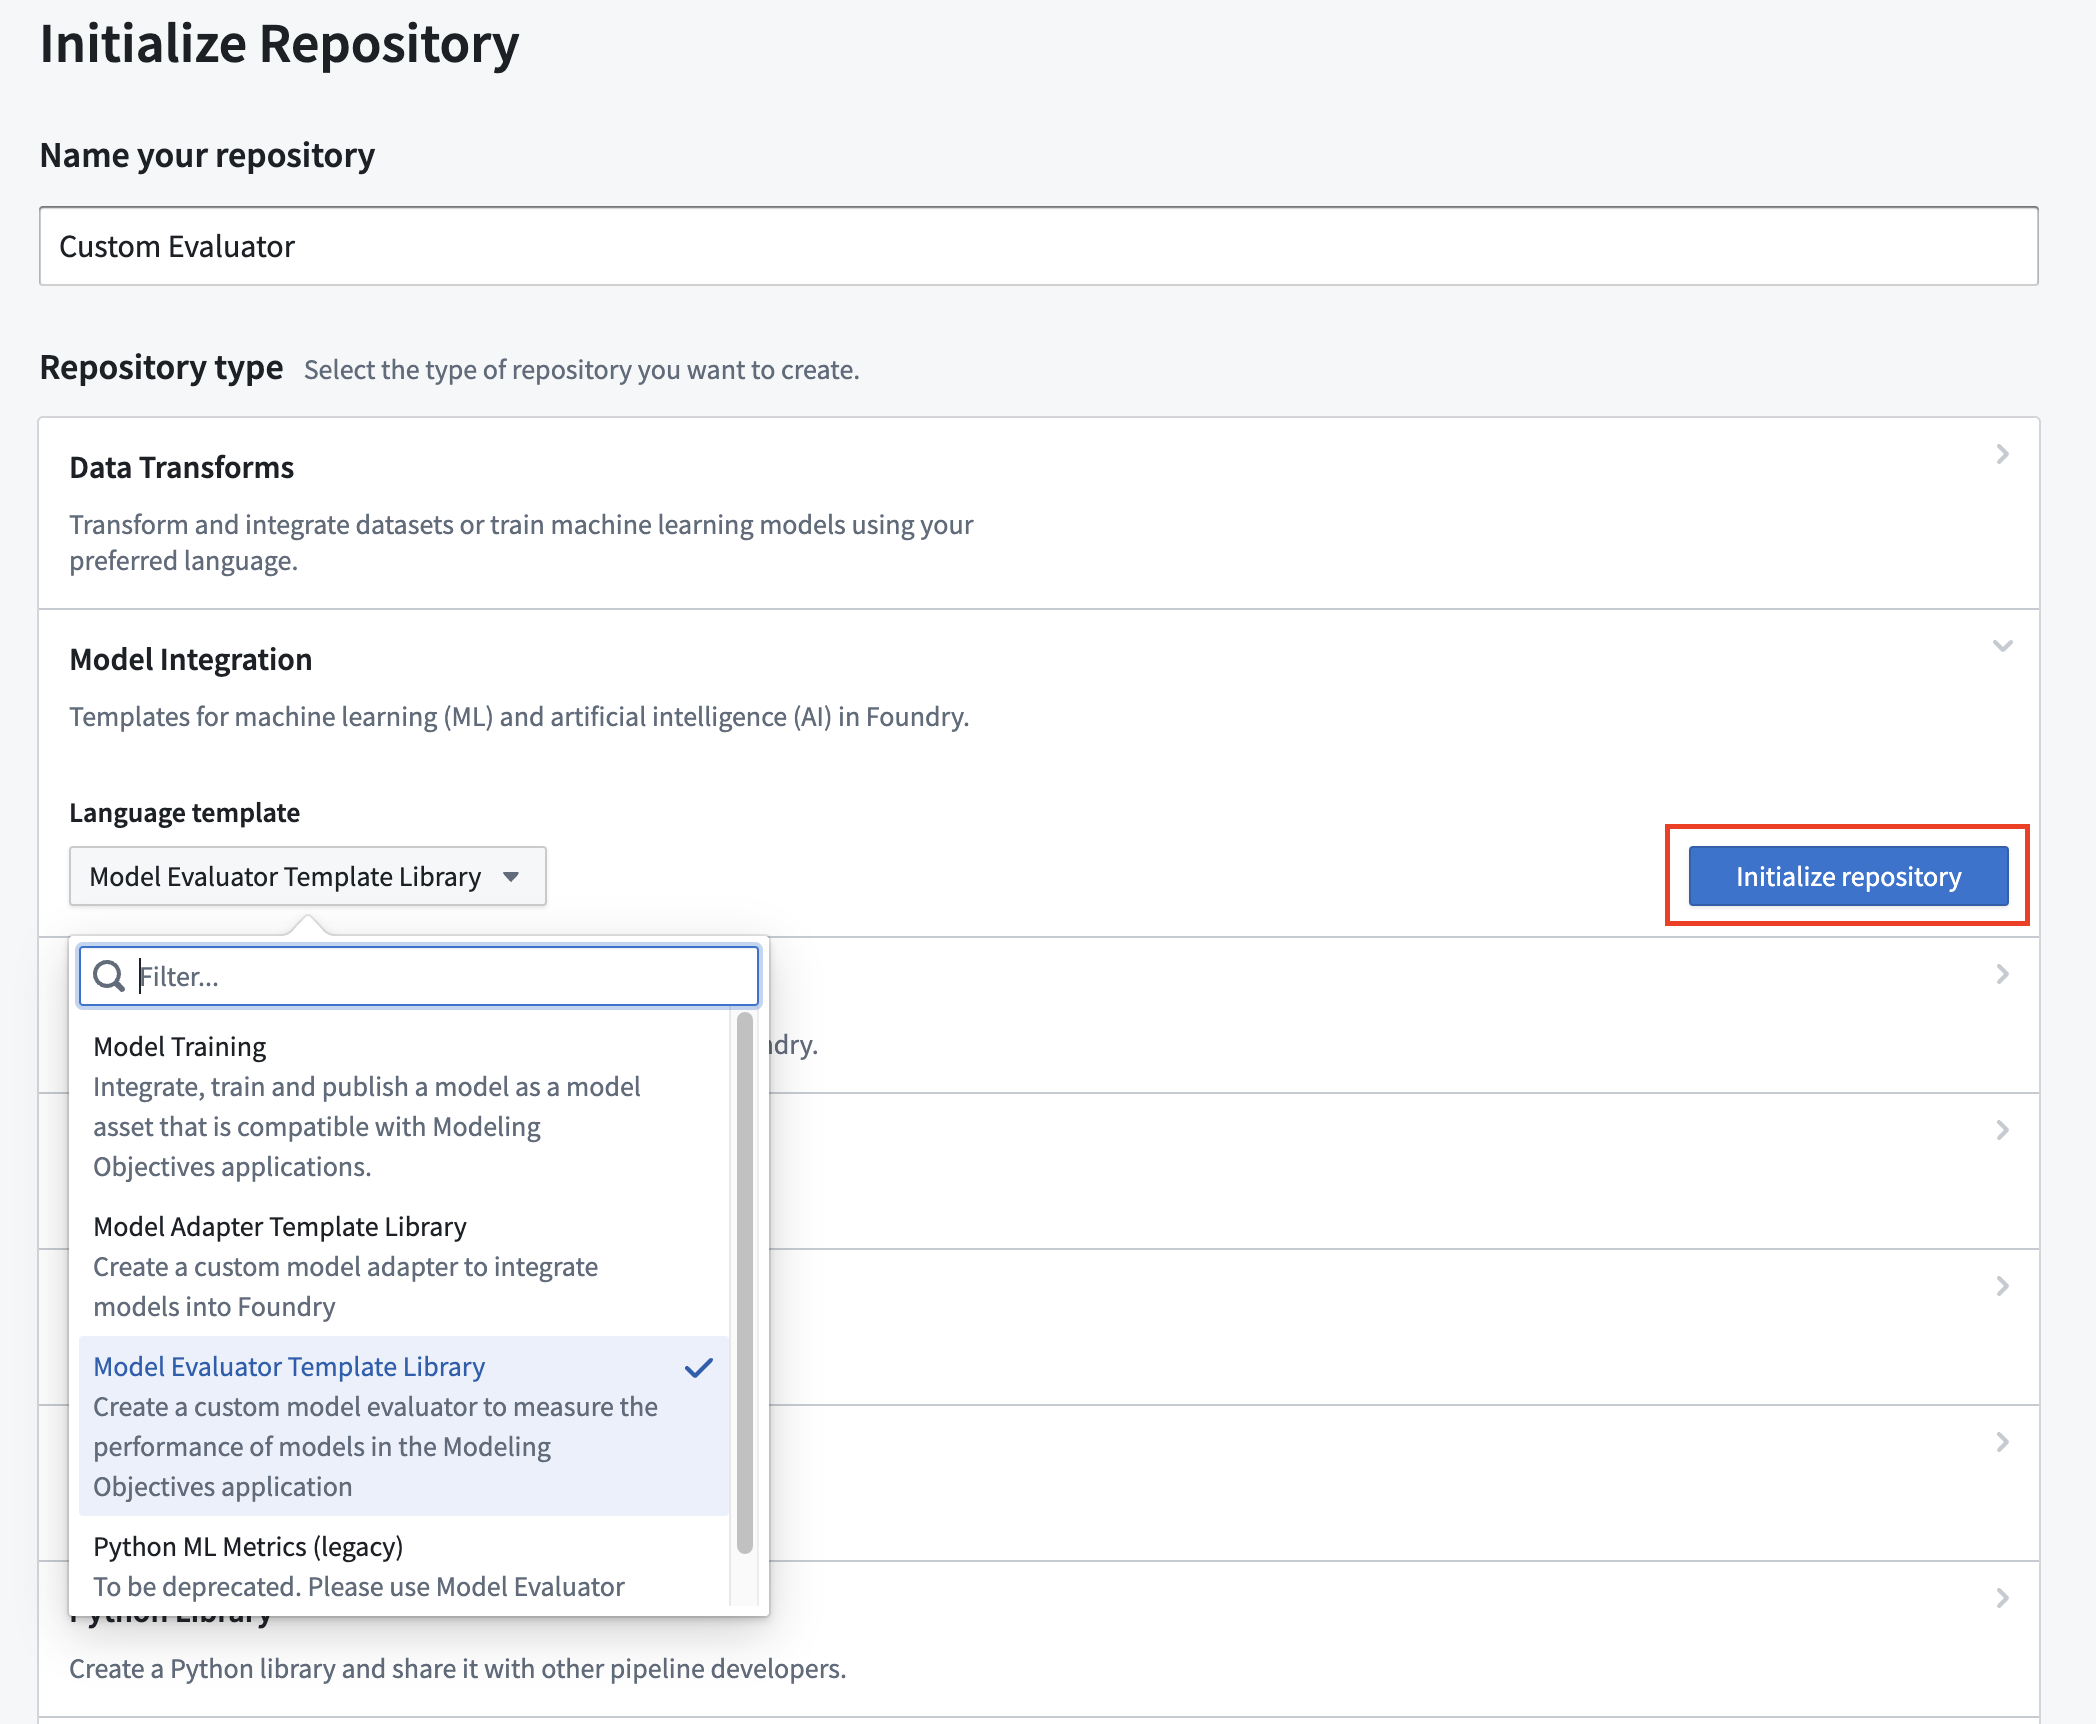 Initialize Repository
Name your repository
Custom Evaluator
Repository type Select the type of repository you want to create.
Data Transforms
Transform and integrate datasets or train machine learning models using your
preferred language.
Model Integration
Templates for machine learning (ML) and artificial intelligence (AI) in Foundry.
Language template
Model Evaluator Template Library
Initialize repository
Filter...
Model Training
Integrate, train and publish a model as a model
asset that is compatible with Modeling
Objectives applications.
Model Adapter Template Library
Create a custom model adapter to integrate
models into Foundry
Model Evaluator Template Library
Create a custom model evaluator to measure the
performance of models in the Modeling
Objectives application
Python ML Metrics (legacy)
To be deprecated. Please use Model Evaluator
Python Library
Create a Python library and share it with other pipeline developers.